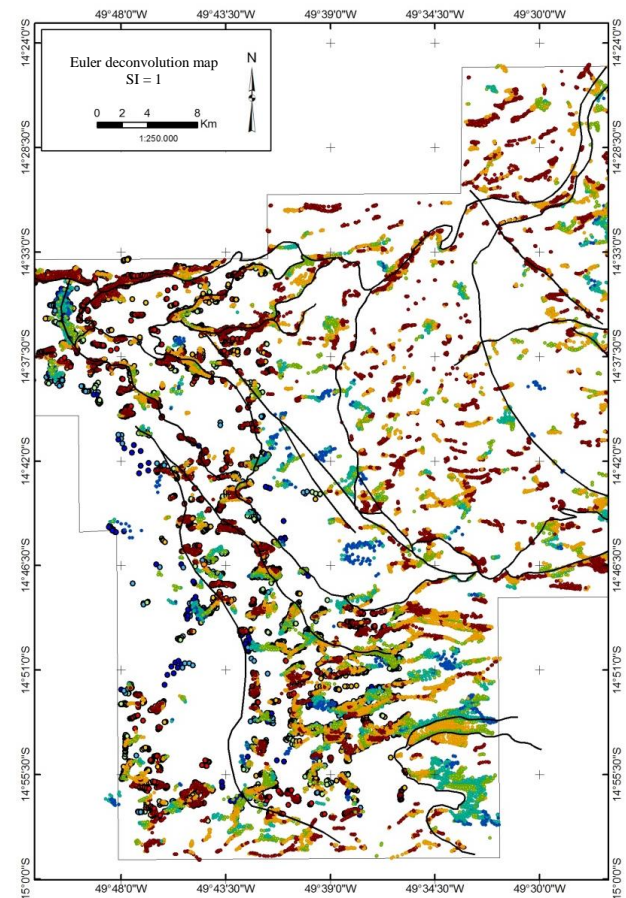 49°48'0"W 49°43'30"W 49°39'0"W 49°34'30"W 49°30'0"W
14°24'0"S
14°24'0"S
Euler deconvolution map
SI = 1
N
0 2 4 8
Km
1:250.000
14°28'30"S
14°28'30"S
14°33'0"S
14°33'0"S
14°37'30"S
14°37'30"S
14°42'0"S
14°42'0"S
14°46'30"S
14°46'30"S
14°51'0"S
14°51'0"S
14°55'30"S
14°55'30"S
15°0'0"S
15°0'0"S
49°48'0"W 49°43'30"W 49°39'0"W 49°34'30"W 49°30'0"W